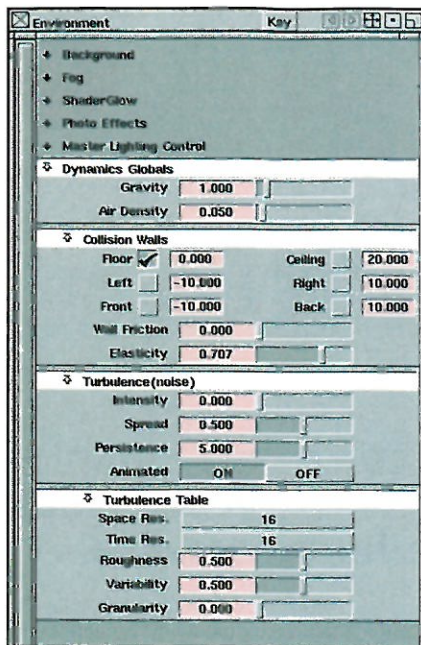 Environment Key
Background
Fog
ShaderGlow
Photo Effects
Master Lighting Control
Dynamics Globals
Gravity 1.000
Air Density 0.050
Collision Walls
Floor 0.000 Ceiling 20.000
Left -10.000 Right 10.000
Front -10.000 Back 10.000
Wall Friction 0.000
Elasticity 0.707
Turbulence(noise)
Intensity 0.000
Spread 0.500
Persistence 5.000
Animated ON OFF
Turbulence Table
Space Res. 16
Time Res. 16
Roughness 0.500
Variability 0.500
Granularity 0.000